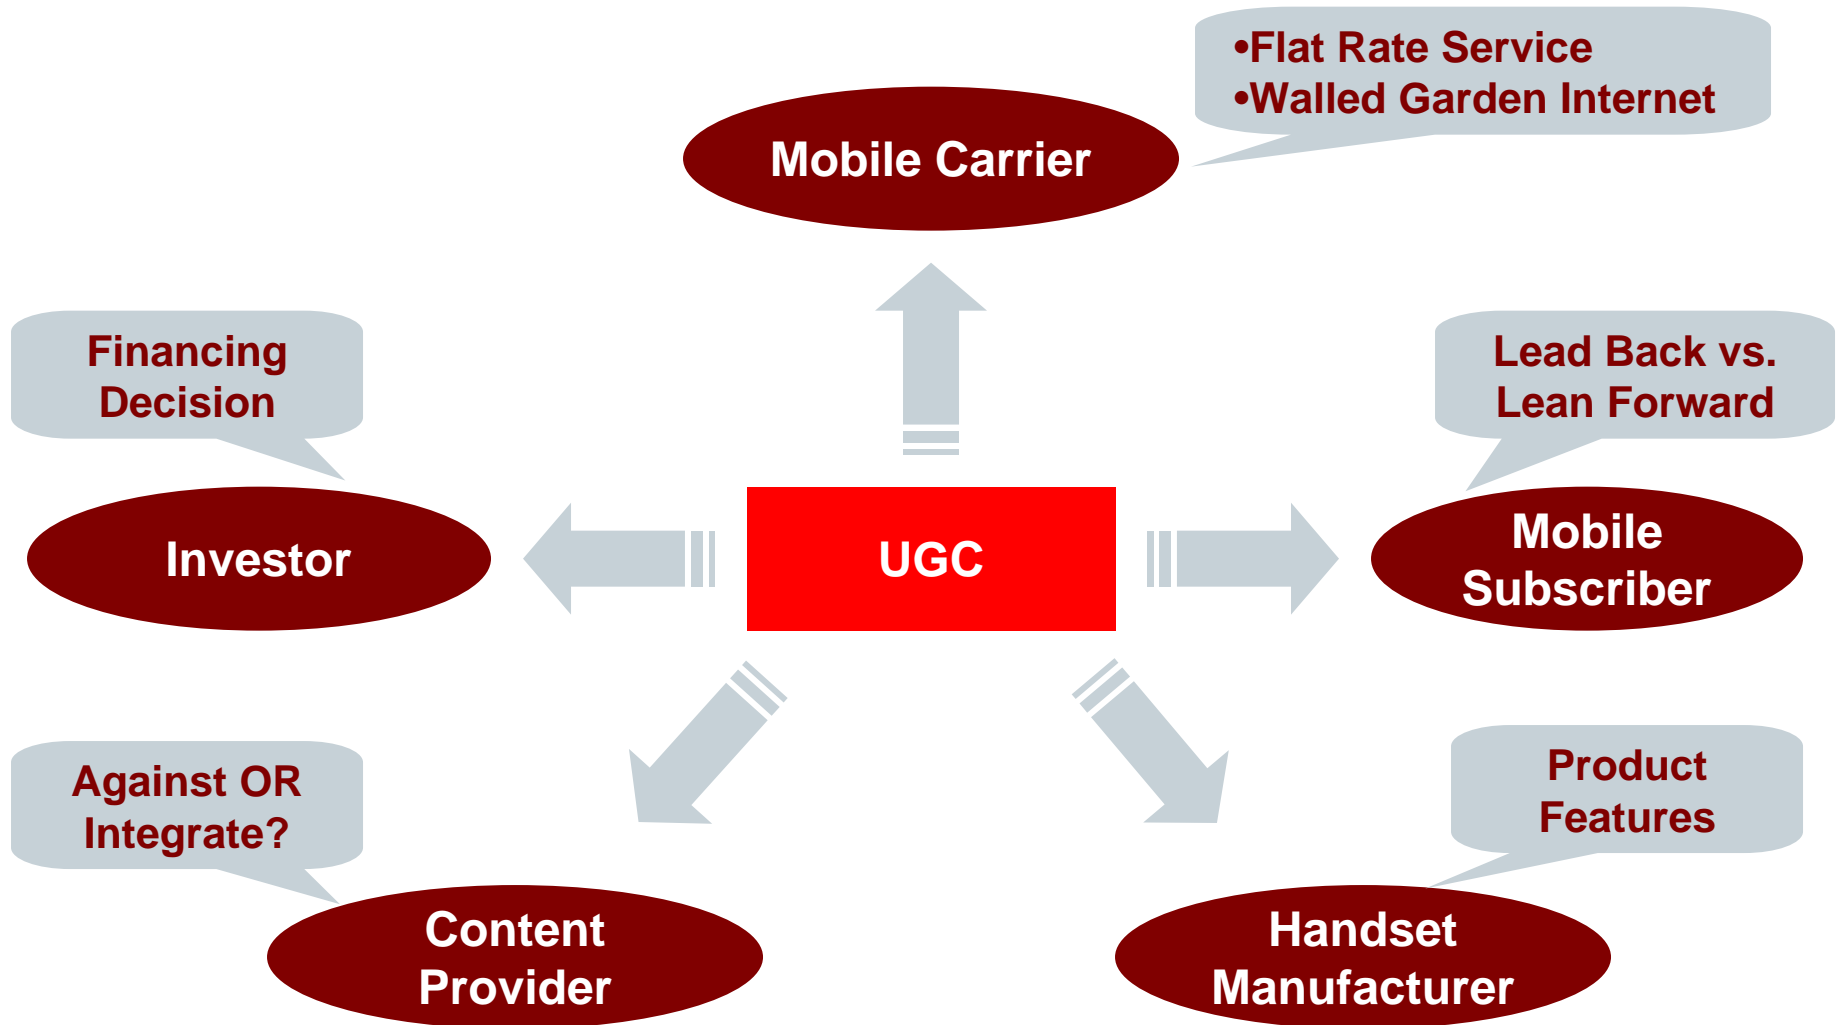 •Flat Rate Service
•Walled Garden Internet
Mobile Carrier
Financing
Decision
Lead Back vs.
Lean Forward
Investor
UGC
Mobile
Subscriber
Against OR
Integrate?
Product
Features
Content
Provider
Handset
Manufacturer